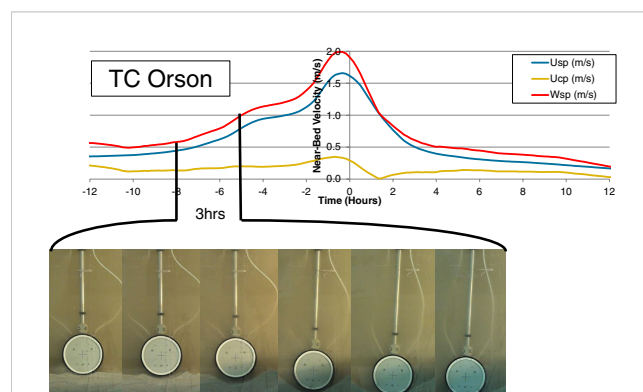 TC Orson
Near-Bed Velocity (m/s)
2.0
1.5
1.0
0.5
0.0
Usp (m/s)
Ucp (m/s)
Wsp (m/s)
-12 -10 -8 -6 -4 -2 0 2 4 6 8 10 12
Time (Hours)
3hrs